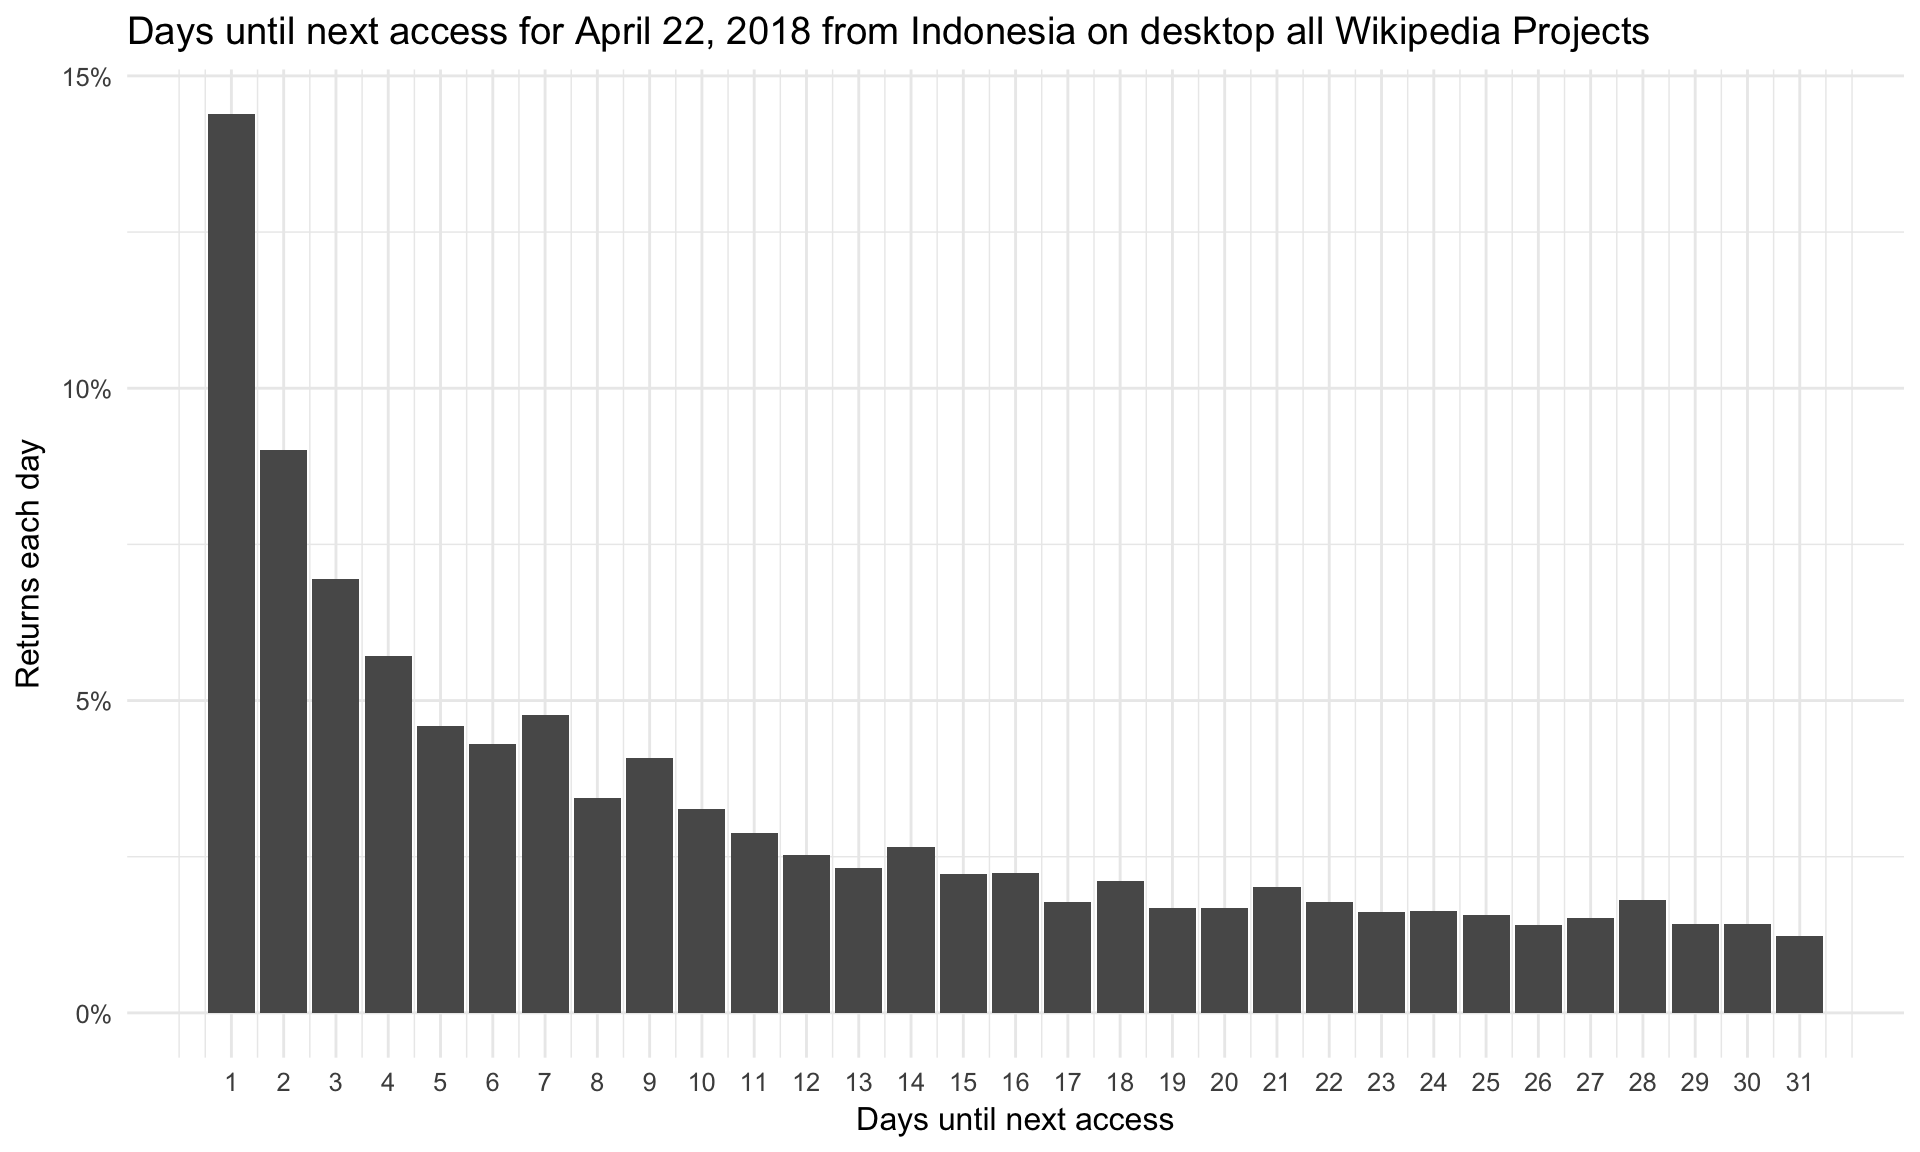 Days until next access for April 22, 2018 from Indonesia on desktop all Wikipedia Projects
15%
10%
5%
0%
Returns each day
1 2 3 4 5 6 7 8 9 10 11 12 13 14 15 16 17 18 19 20 21 22 23 24 25 26 27 28 29 30 31
Days until next access